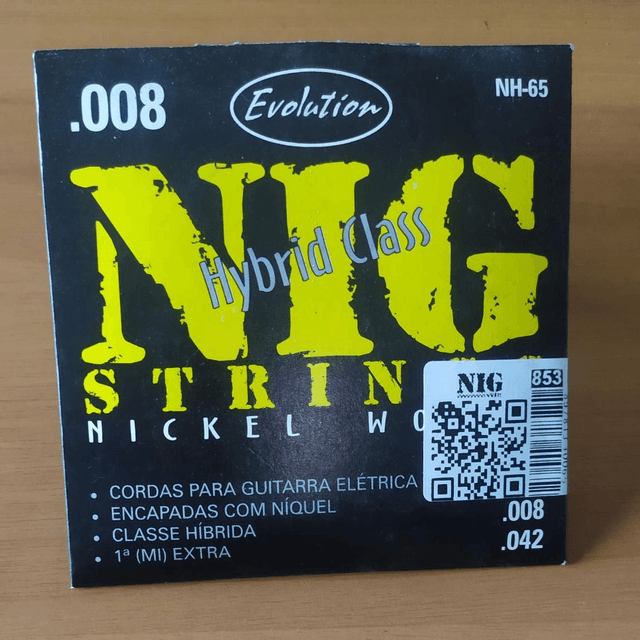 .008
Evolution
NH-65
NIG
Hybrid Class
STRIN
NICKEL WO
NIG
853
• CORDAS PARA GUITARRA ELÉTRICA
• ENCAPADAS COM NÍQUEL
• CLASSE HÍBRIDA
• 1ª (MI) EXTRA
.008
.042